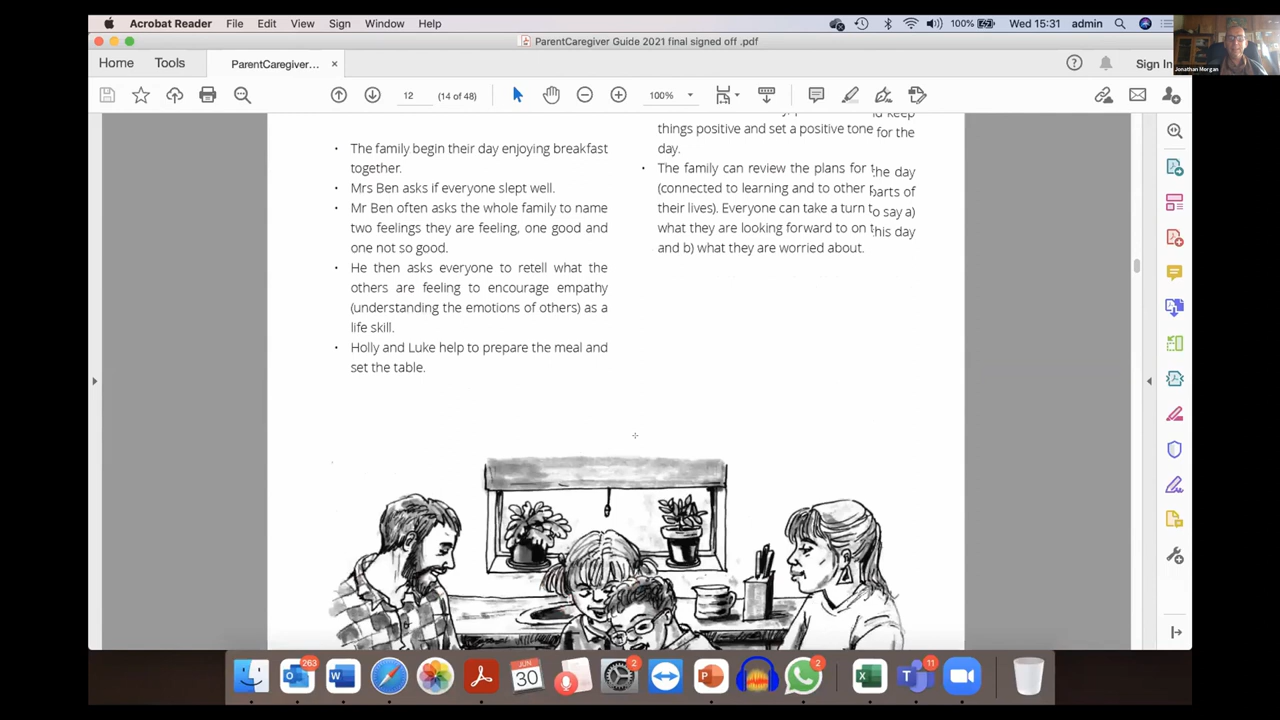 Acrobat Reader File Edit View Sign Window Help 100% Wed 15:31 admin
ParentCaregiver Guide 2021 final signed off .pdf
Home Tools ParentCaregiver... × Sign In
12 (14 of 48) 100%
Jonathan Morgan
• The family begin their day enjoying breakfast
together.
• Mrs Ben asks if everyone slept well.
• Mr Ben often asks the whole family to name
two feelings they are feeling, one good and
one not so good.
• He then asks everyone to retell what the
others are feeling to encourage empathy
(understanding the emotions of others) as a
life skill.
• Holly and Luke help to prepare the meal and
set the table.
keep
things positive and set a positive tone for the
day.
• The family can review the plans for the day
(connected to learning and to other parts of
their lives). Everyone can take a turn to say a)
what they are looking forward to on this day
and b) what they are worried about.
263
JUN
30
2
2
11